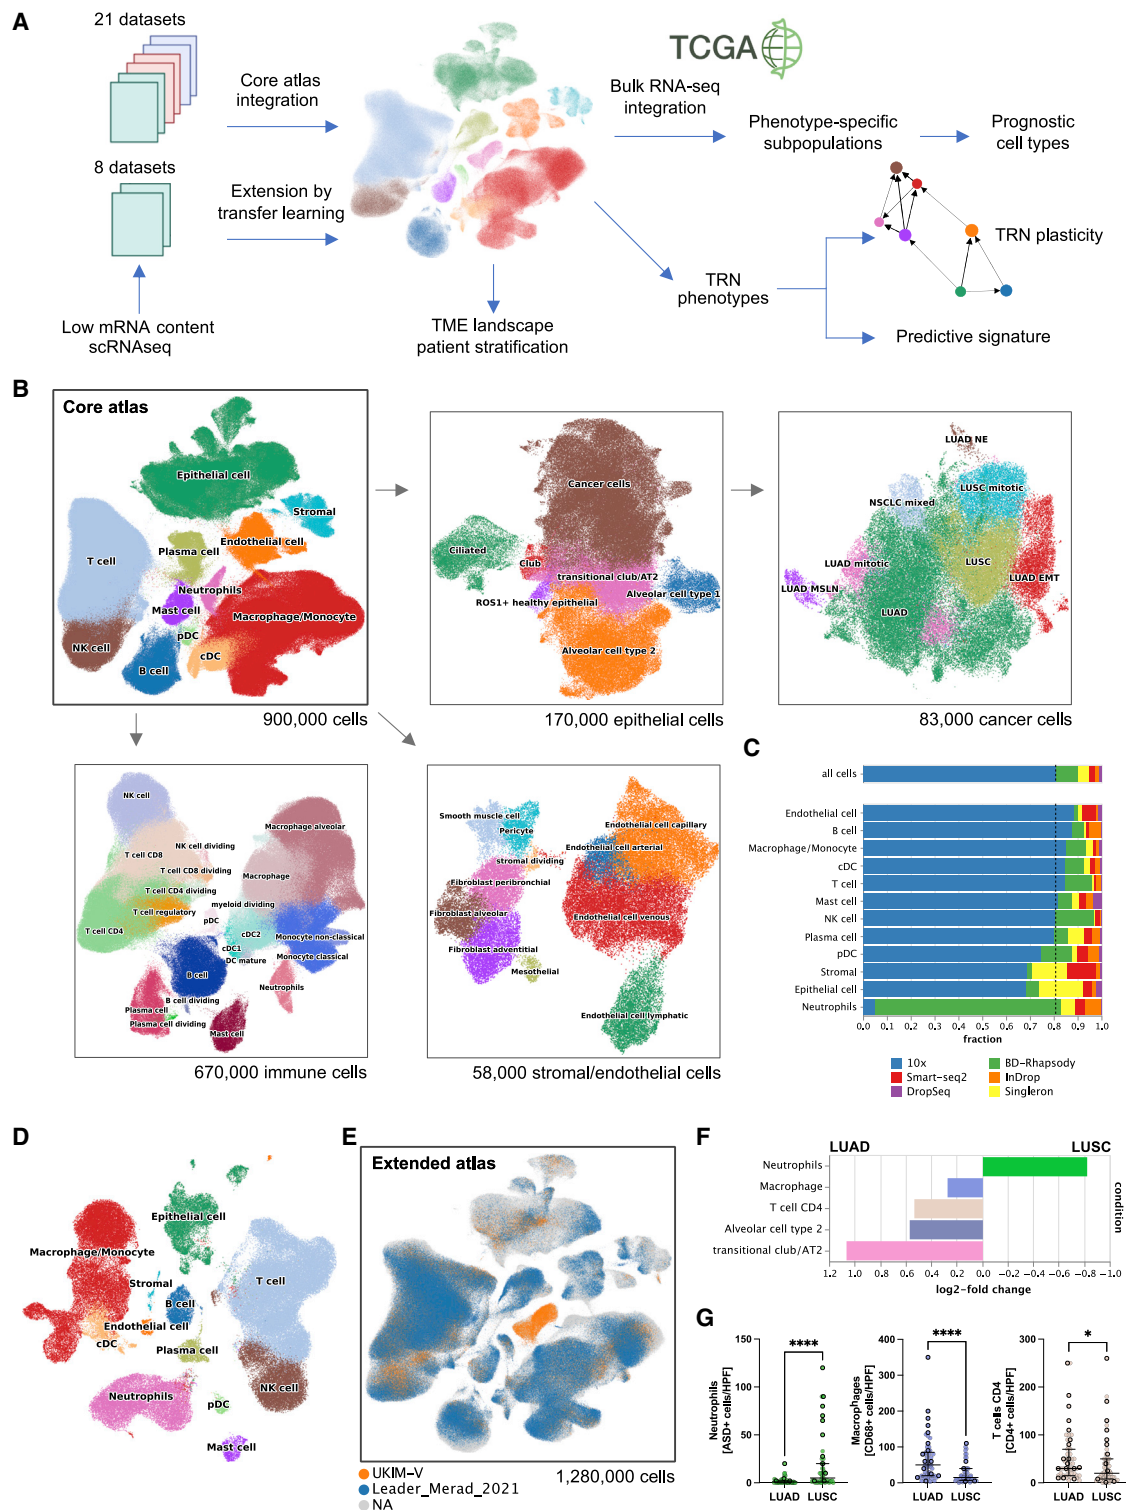 A
21 datasets
Core atlas
integration
TCGA
Bulk RNA-seq
integration
Phenotype-specific
subpopulations
Prognostic
cell types
8 datasets
Extension by
transfer learning
TRN plasticity
TRN
phenotypes
Low mRNA content
scRNAseq
TME landscape
patient stratification
Predictive signature
B
Core atlas
Epithelial cell
Stromal
Endothelial cell
Plasma cell
T cell
Neutrophils
Mast cell
Macrophage/Monocyte
pDC
NK cell
cDC
B cell
900,000 cells
Cancer cells
Ciliated
Club
transitional club/AT2
ROS1+ healthy epithelial
Alveolar cell type 1
Alveolar cell type 2
170,000 epithelial cells
LUAD NE
NSCLC mixed
LUSC mitotic
LUAD mitotic
LUSC
LUAD EMT
LUAD MSLN
LUAD
83,000 cancer cells
NK cell
Macrophage alveolar
NK cell dividing
T cell CD8
T cell CD8 dividing
Macrophage
T cell CD4 dividing
myeloid dividing
T cell regulatory
pDC
T cell CD4
cDC2
Monocyte non-classical
cDC1
DC mature
Monocyte classical
B cell
Neutrophils
B cell dividing
Plasma cell
Plasma cell dividing
Mast cell
670,000 immune cells
Smooth muscle cell
Pericyte
Endothelial cell capillary
Endothelial cell arterial
stromal dividing
Fibroblast peribronchial
Fibroblast alveolar
Endothelial cell venous
Fibroblast adventitial
Mesothelial
Endothelial cell lymphatic
58,000 stromal/endothelial cells
C
all cells
Endothelial cell
B cell
Macrophage/Monocyte
cDC
T cell
Mast cell
NK cell
Plasma cell
pDC
Stromal
Epithelial cell
Neutrophils
0.0 0.1 0.2 0.3 0.4 0.5 0.6 0.7 0.8 0.9 1.0
fraction
10x
BD-Rhapsody
Smart-seq2
InDrop
DropSeq
Singleron
D
Epithelial cell
Macrophage/Monocyte
T cell
Stromal
B cell
Endothelial cell
cDC
Plasma cell
Neutrophils
NK cell
pDC
Mast cell
E
Extended atlas
UKIM-V
Leader_Merad_2021
NA
1,280,000 cells
F
LUAD
LUSC
Neutrophils
Macrophage
T cell CD4
Alveolar cell type 2
transitional club/AT2
condition
1.2 1.0 0.8 0.6 0.4 0.2 0.0 -0.2 -0.4 -0.6 -0.8 -1.0
log2-fold change
G
Neutrophils
[ASD+ cells/HPF]
150
100
50
0
****
LUAD LUSC
Macrophages
[CD68+ cells/HPF]
400
300
200
100
0
****
LUAD LUSC
T cells CD4
[CD4+ cells/HPF]
300
200
100
0
*
LUAD LUSC